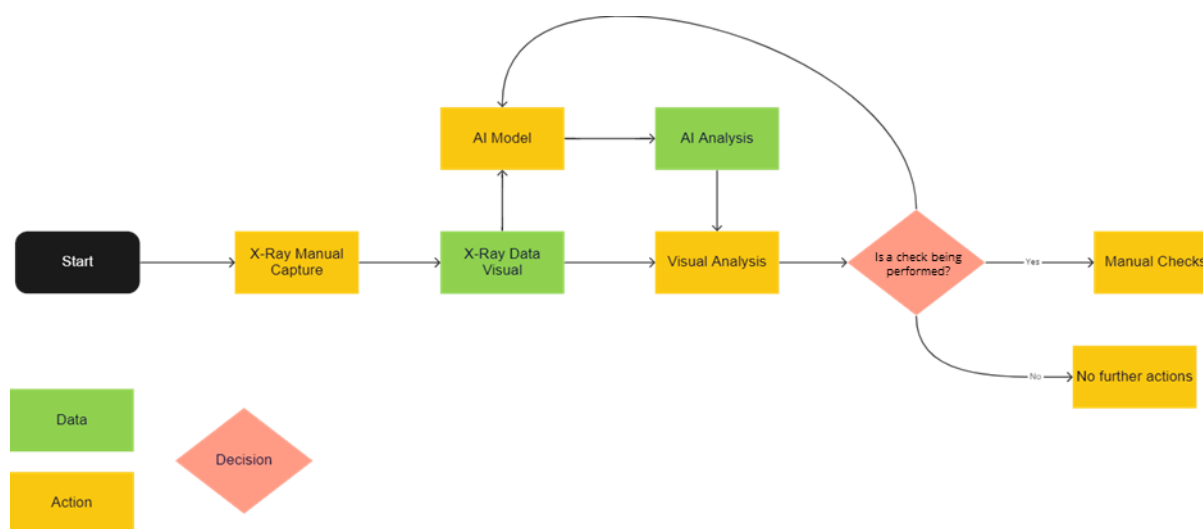 AI Model
AI Analysis
Start
X-Ray Manual
Capture
X-Ray Data
Visual
Visual Analysis
Is a check being
performed?
Yes
Manual Checks
No
No further actions
Data
Decision
Action